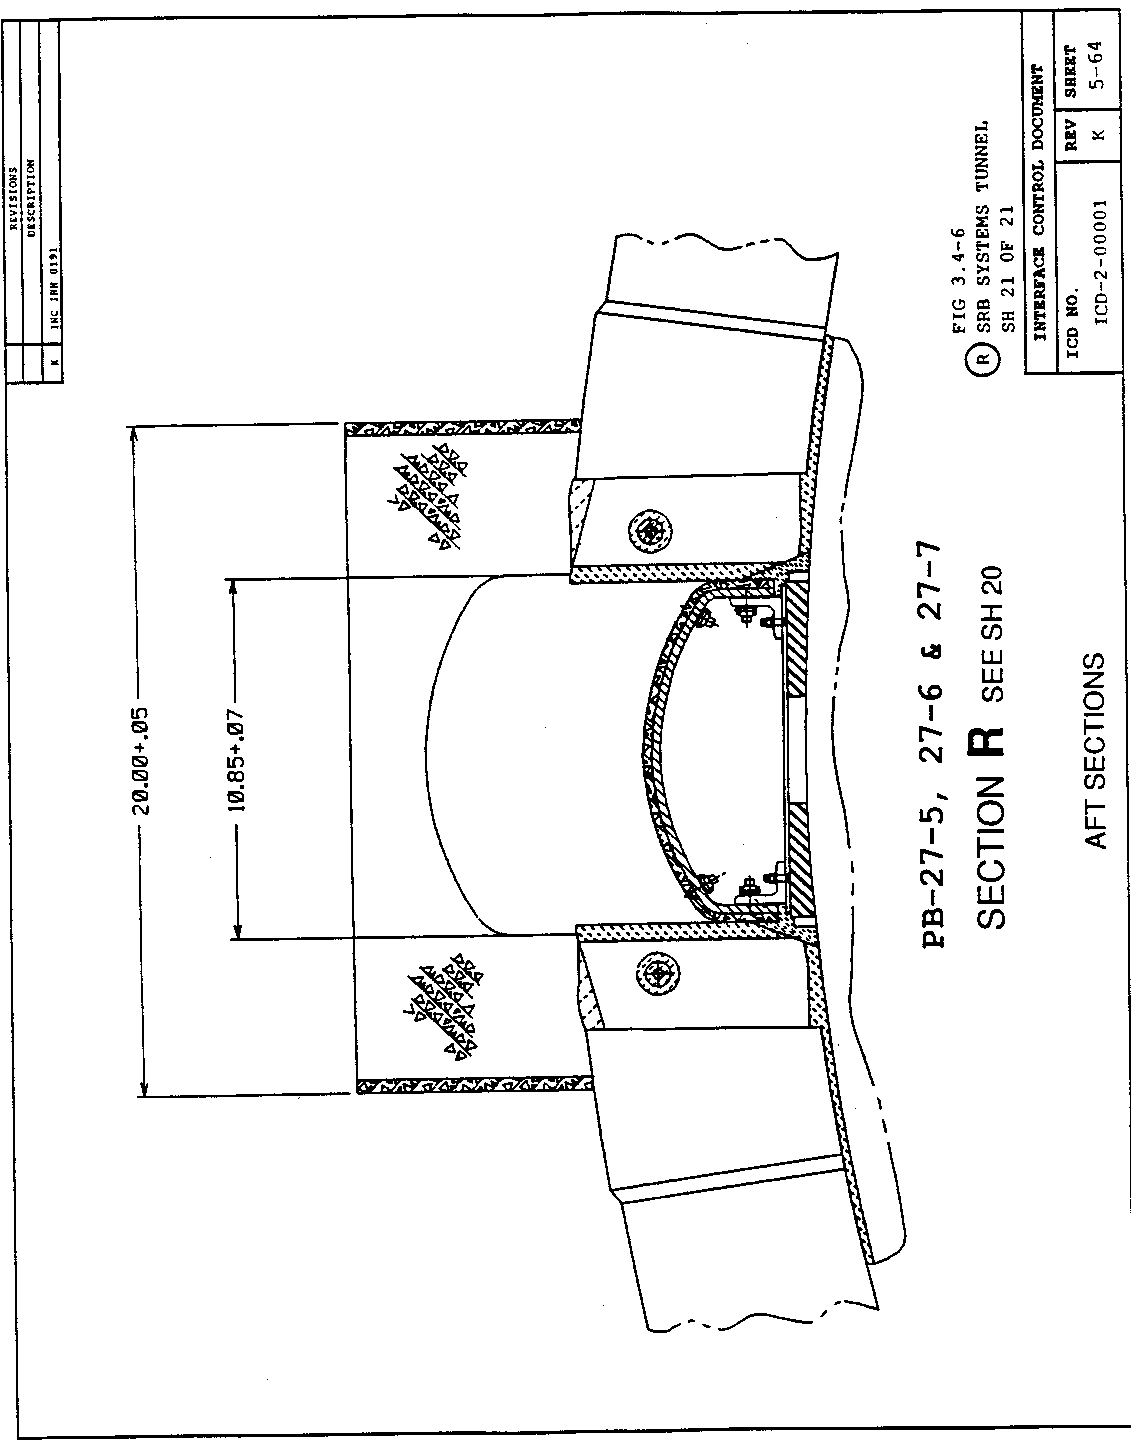 REVISIONS
DESCRIPTION
K INC IRN 0191
20.00+.05
10.85+.07
PB-27-5, 27-6 & 27-7
SECTION R SEE SH 20
AFT SECTIONS
FIG 3.4-6
R SRB SYSTEMS TUNNEL
SH 21 OF 21
INTERFACE CONTROL DOCUMENT
ICD NO. REV SHEET
ICD-2-00001 K 5-64